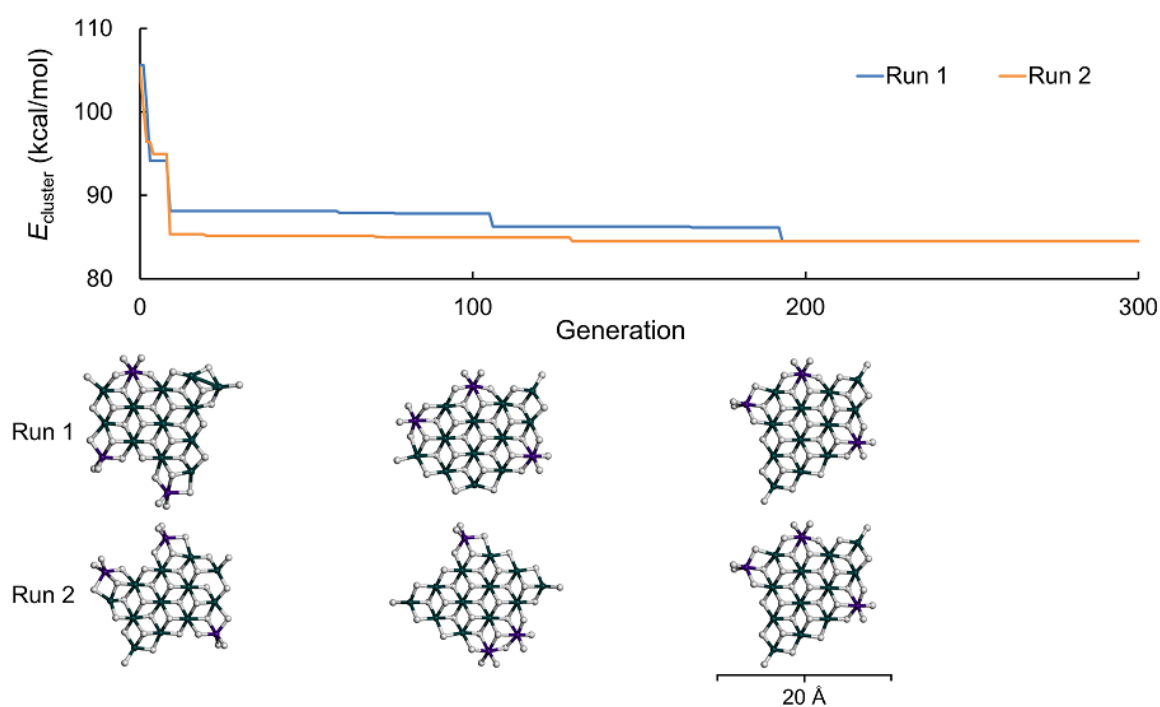 110
100
90
80
E cluster (kcal/mol)
Run 1
Run 2
0
100
200
300
Generation
Run 1
Run 2
20 Å